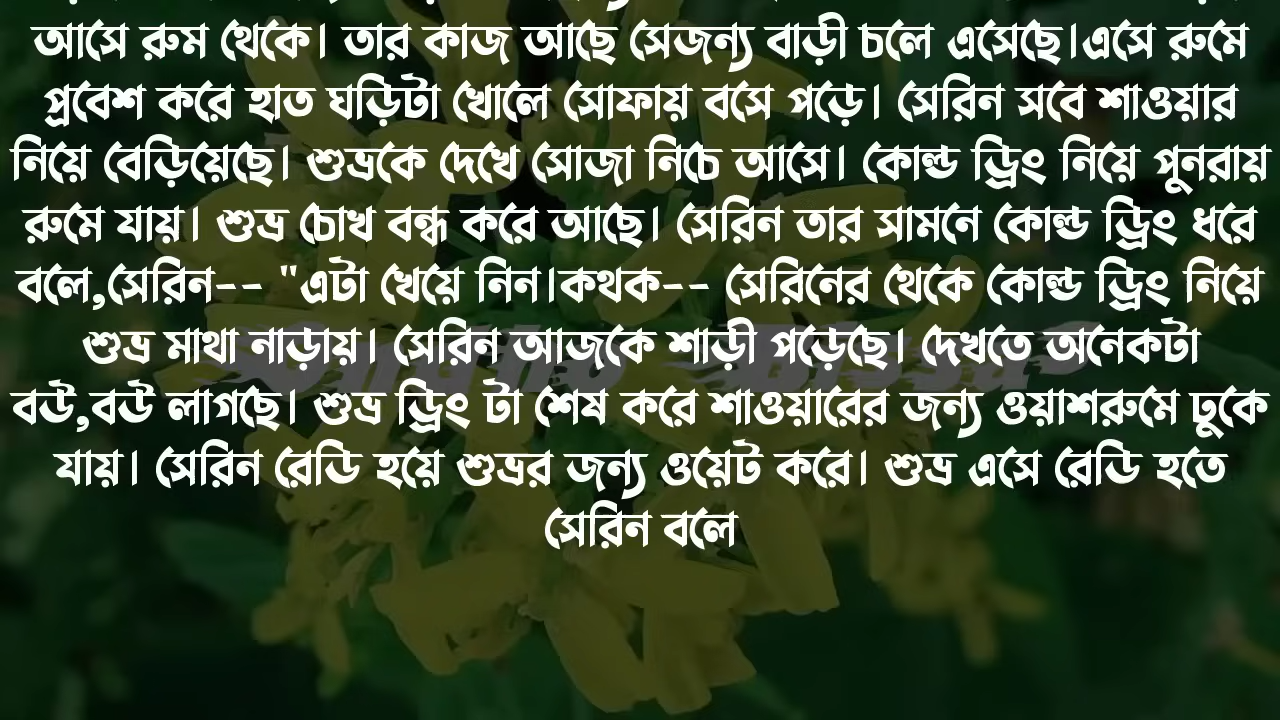 আসে রুম থেকে। তার কাজ আছে সেজন্য বাড়ী চলে এসেছে।এসে রুমে
প্রবেশ করে হাত ঘড়িটা খোলে সোফায় বসে পড়ে। সেরিন সবে শাওয়ার
নিয়ে বেড়িয়েছে। শুভ্রকে দেখে সোজা নিচে আসে। কোল্ড ড্রিং নিয়ে পুনরায়
রুমে যায়। শুভ্র চোখ বন্ধ করে আছে। সেরিন তার সামনে কোল্ড ড্রিং ধরে
বলে,সেরিন-- "এটা খেয়ে নিন।কথক-- সেরিনের থেকে কোল্ড ড্রিং নিয়ে
শুভ্র মাথা নাড়ায়। সেরিন আজকে শাড়ী পড়েছে। দেখতে অনেকটা
বউ,বউ লাগছে। শুভ্র ড্রিং টা শেষ করে শাওয়ারের জন্য ওয়াশরুমে ঢুকে
যায়। সেরিন রেডি হয়ে শুভ্রর জন্য ওয়েট করে। শুভ্র এসে রেডি হতে
সেরিন বলে